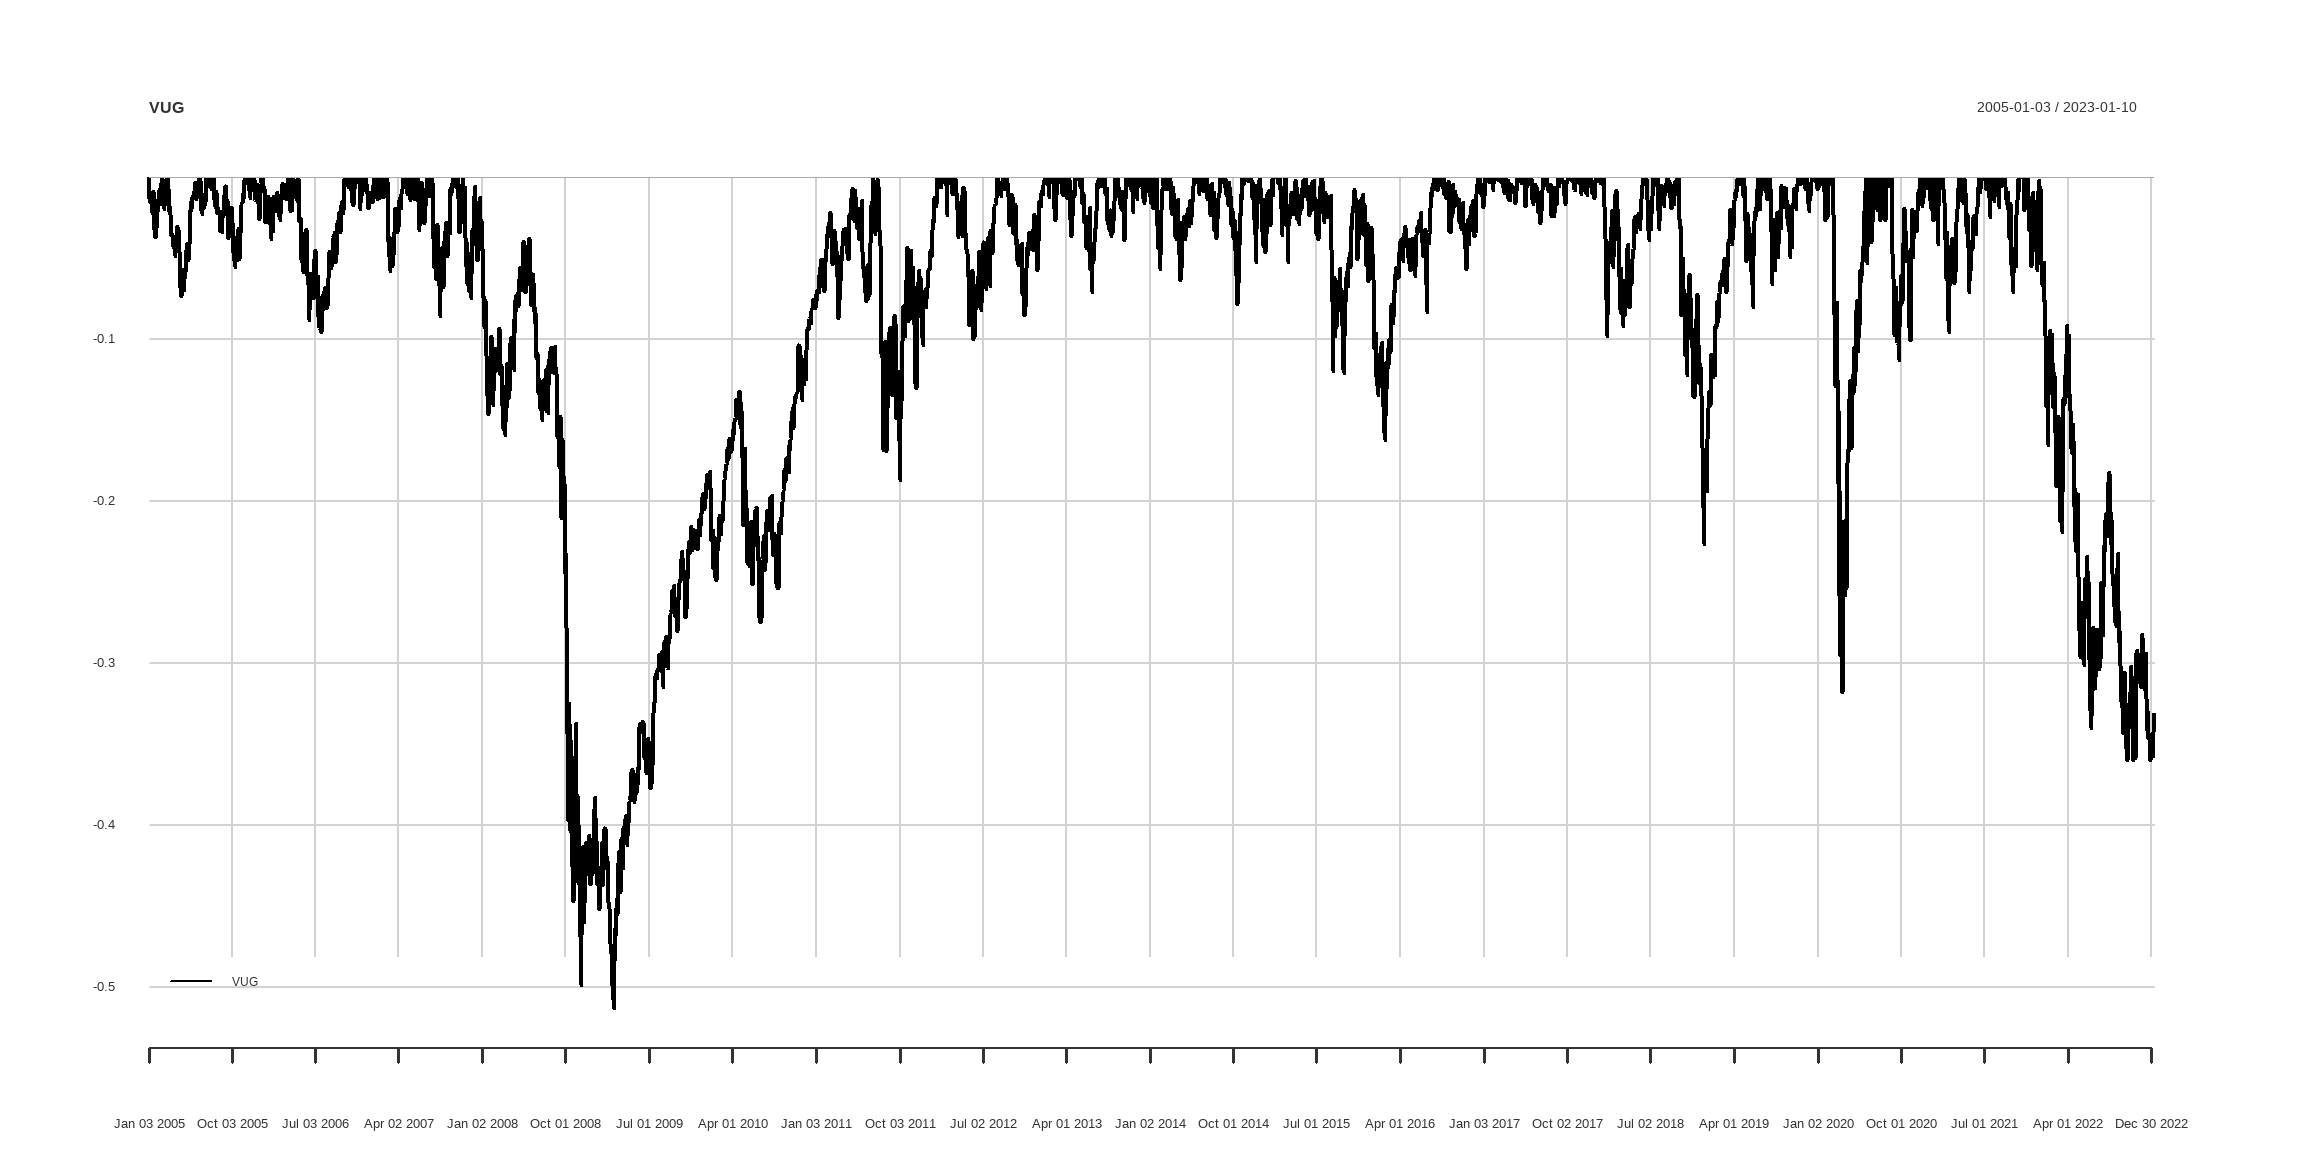 VUG
2005-01-03 / 2023-01-10
-0.1
-0.2
-0.3
-0.4
VUG
-0.5
Jan 03 2005 Oct 03 2005 Jul 03 2006 Apr 02 2007 Jan 02 2008 Oct 01 2008 Jul 01 2009 Apr 01 2010 Jan 03 2011 Oct 03 2011 Jul 02 2012 Apr 01 2013 Jan 02 2014 Oct 01 2014 Jul 01 2015 Apr 01 2016 Jan 03 2017 Oct 02 2017 Jul 02 2018 Apr 01 2019 Jan 02 2020 Oct 01 2020 Jul 01 2021 Apr 01 2022 Dec 30 2022